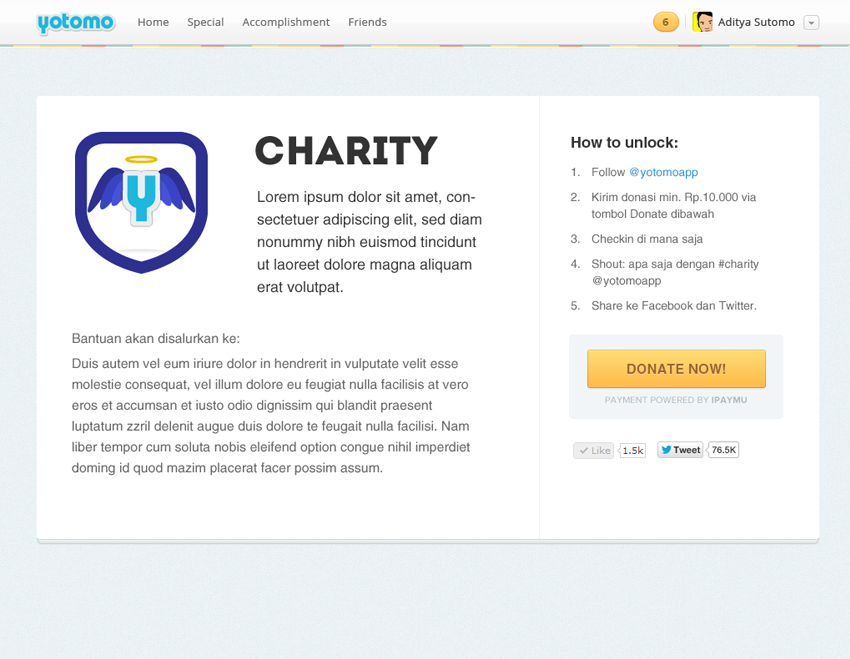 yotomo Home Special Accomplishment Friends 6 Aditya Sutomo
Y
CHARITY
Lorem ipsum dolor sit amet, con-
sectetuer adipiscing elit, sed diam
nonummy nibh euismod tincidunt
ut laoreet dolore magna aliquam
erat volutpat.
Bantuan akan disalurkan ke:
Duis autem vel eum iriure dolor in hendrerit in vulputate velit esse
molestie consequat, vel illum dolore eu feugiat nulla facilisis at vero
eros et accumsan et iusto odio dignissim qui blandit praesent
luptatum zzril delenit augue duis dolore te feugait nulla facilisi. Nam
liber tempor cum soluta nobis eleifend option congue nihil imperdiet
doming id quod mazim placerat facer possim assum.
How to unlock:
1. Follow @yotomoapp
2. Kirim donasi min. Rp.10.000 via
tombol Donate dibawah
3. Checkin di mana saja
4. Shout: apa saja dengan #charity
@yotomoapp
5. Share ke Facebook dan Twitter.
DONATE NOW!
PAYMENT POWERED BY IPAYMU
Like 1.5k Tweet 76.5K